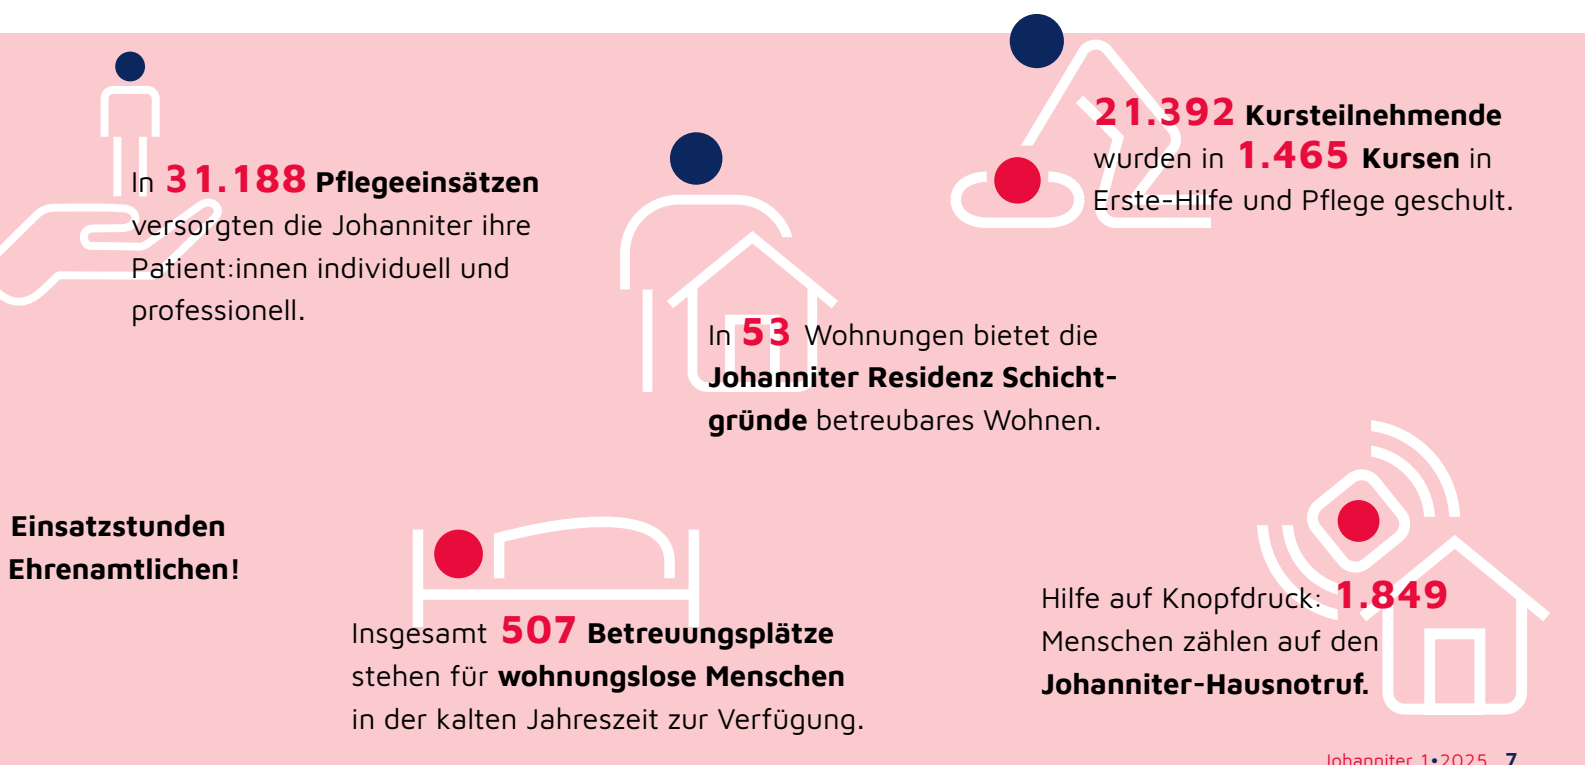 In 31.188 Pflegeeinsätzen
versorgten die Johanniter ihre
Patient:innen individuell und
professionell.
21.392 Kursteilnehmende
wurden in 1.465 Kursen in
Erste-Hilfe und Pflege geschult.
In 53 Wohnungen bietet die
Johanniter Residenz Schicht-
gründe betreubares Wohnen.
Einsatzstunden
Ehrenamtlichen!
Insgesamt 507 Betreuungsplätze
stehen für wohnungslose Menschen
in der kalten Jahreszeit zur Verfügung.
Hilfe auf Knopfdruck: 1.849
Menschen zählen auf den
Johanniter-Hausnotruf.
Johanniter 1•2025 7